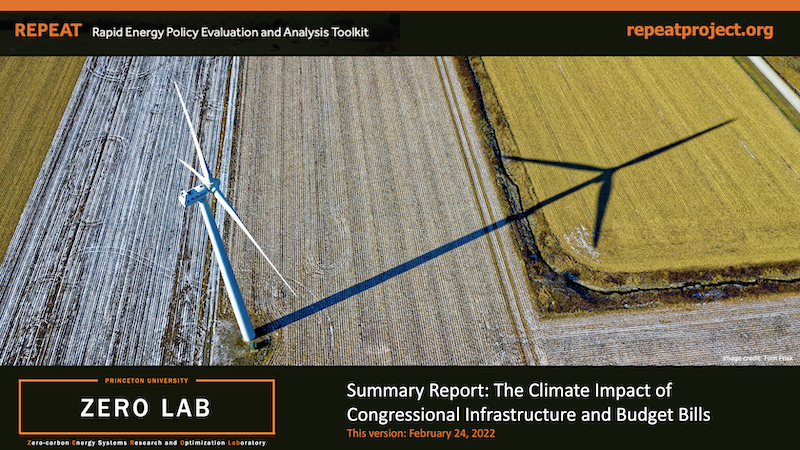 REPEAT Rapid Energy Policy Evaluation and Analysis Toolkit
repeatproject.org
Image credit: Tom Frisk
PRINCETON UNIVERSITY
ZERO LAB
Zero-carbon Energy Systems Research and Optimization Laboratory
Summary Report: The Climate Impact of
Congressional Infrastructure and Budget Bills
This version: February 24, 2022